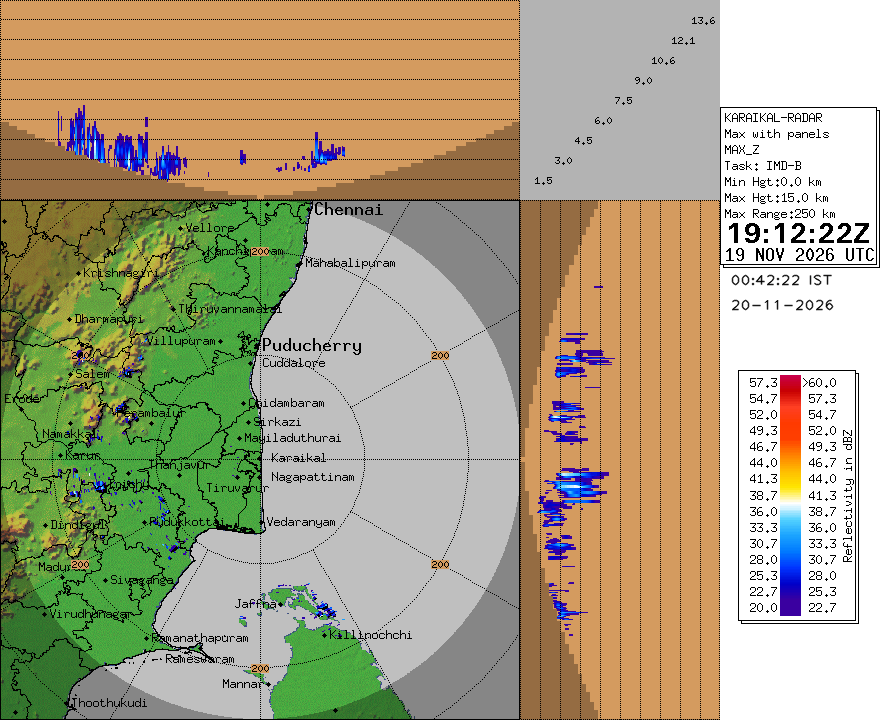 13.6
12.1
10.6
9.0
7.5
6.0
4.5
3.0
1.5
KARAIKAL-RADAR
Max with panels
MAX_Z
Task: IMD-B
Min Hgt:0.0 km
Max Hgt:15.0 km
Max Range:250 km
19:12:22Z
19 NOV 2026 UTC
00:42:22 IST
20-11-2026
57.3 >60.0
54.7 57.3
52.0 54.7
49.3 52.0
46.7 49.3
44.0 46.7
41.3 44.0
38.7 41.3
36.0 38.7
33.3 36.0
30.7 33.3
28.0 30.7
25.3 28.0
22.7 25.3
20.0 22.7
Reflectivity in dBZ
Chennai
Vellore
200
Mahabalipuram
Krishnagiri
Thiruvannamalai
Dharmapuri
Villupuram
Puducherry
200
200
Cuddalore
Salem
Erode
Chidambaram
Perambalur
Sirkazi
Namakkal
Mayiladuthurai
Karur
Karaikal
Thanjavur
Nagapattinam
Tiruvarur
Dindigul
Pudukkottai
Vedaranyam
200
200
Madurai
Sivaganga
Jaffna
Virudhunagar
Killinochchi
Ramanathapuram
Rameswaram
200
Mannar
Thoothukudi